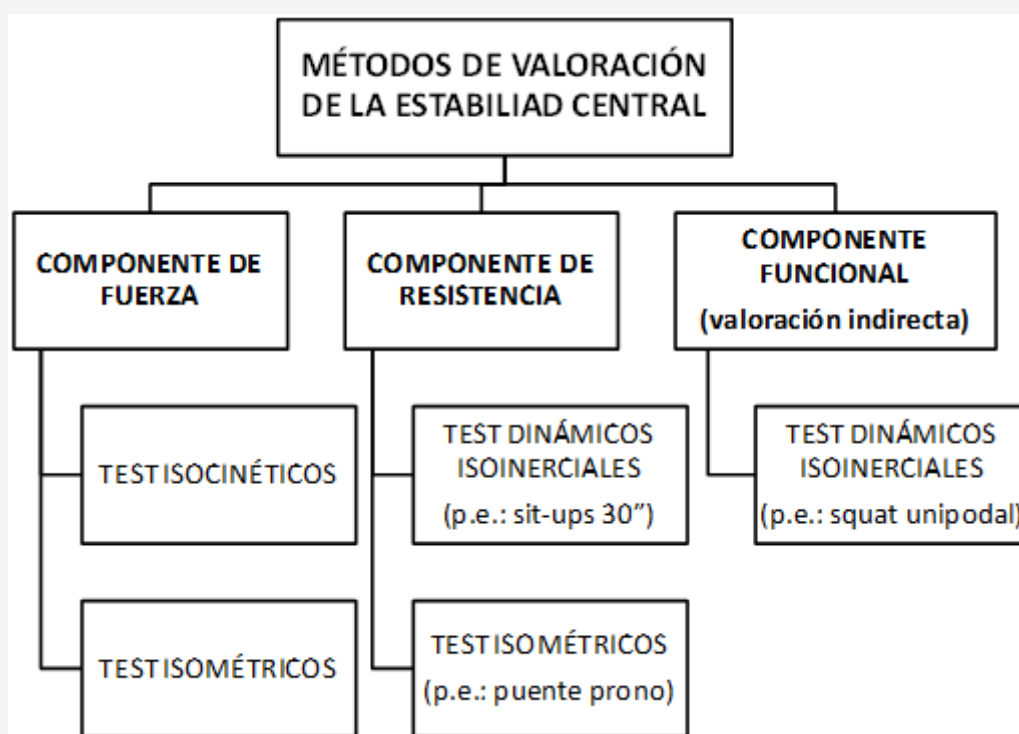 MÉTODOS DE VALORACIÓN
DE LA ESTABILIAD CENTRAL
COMPONENTE DE
FUERZA
COMPONENTE DE
RESISTENCIA
COMPONENTE
FUNCIONAL
(valoración indirecta)
TEST ISOCINÉTICOS
TEST DINÁMICOS
ISOINERCIALES
(p.e.: sit-ups 30”)
TEST DINÁMICOS
ISOINERCIALES
(p.e.: squat unipodal)
TEST ISOMÉTRICOS
TEST ISOMÉTRICOS
(p.e.: puente prono)